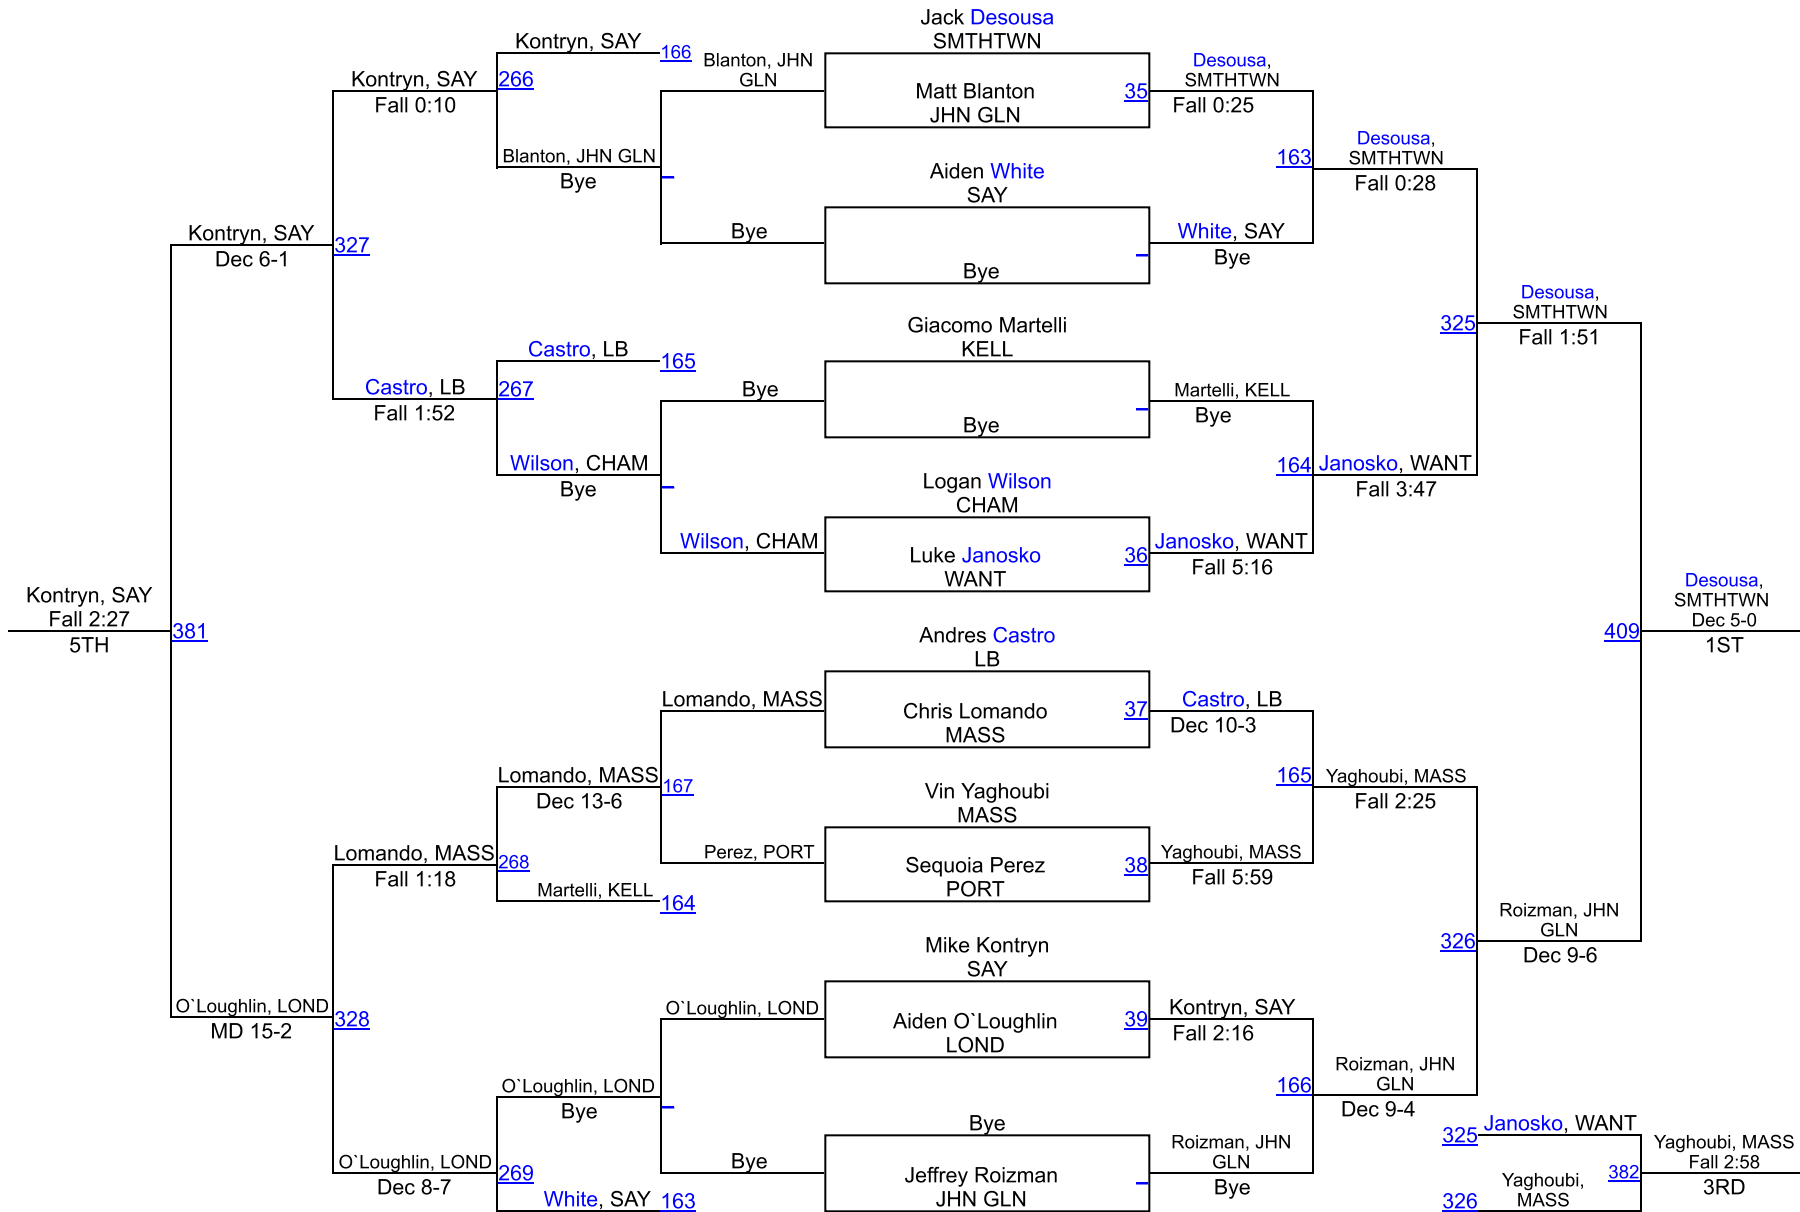 Jack Desousa
SMTHTWN
Kontryn, SAY
166
Blanton, JHN
GLN
Desousa,
SMTHTWN
Kontryn, SAY
266
Matt Blanton
35
Fall 0:10
JHN GLN
Fall 0:25
Desousa,
SMTHTWN
Blanton, JHN GLN
163
Bye
Aiden White
Fall 0:28
SAY
Kontryn, SAY
327
Bye
White, SAY
Dec 6-1
Bye
Bye
Desousa,
SMTHTWN
Giacomo Martelli
325
Castro, LB
165
KELL
Fall 1:51
Castro, LB
267
Bye
Martelli, KELL
Fall 1:52
Bye
Bye
Wilson, CHAM
164
Janosko, WANT
Bye
Logan Wilson
Fall 3:47
CHAM
Wilson, CHAM
Luke Janosko
36
Janosko, WANT
WANT
Fall 5:16
Kontryn, SAY
Fall 2:27
381
5TH
Desousa,
SMTHTWN
Dec 5-0
409
1ST
Andres Castro
LB
Lomando, MASS
Chris Lomando
37
Castro, LB
MASS
Dec 10-3
Lomando, MASS
167
165
Yaghoubi, MASS
Dec 13-6
Vin Yaghoubi
Fall 2:25
MASS
Lomando, MASS
268
Perez, PORT
Sequoia Perez
38
Yaghoubi, MASS
Fall 1:18
PORT
Fall 5:59
Martelli, KELL
164
Roizman, JHN
GLN
Mike Kontryn
326
SAY
Dec 9-6
O`Loughlin, LOND
328
O`Loughlin, LOND
Aiden O`Loughlin
39
Kontryn, SAY
MD 15-2
LOND
Fall 2:16
Roizman, JHN
GLN
O`Loughlin, LOND
166
Bye
Dec 9-4
Bye
325
Janosko, WANT
O`Loughlin, LOND
269
Bye
Jeffrey Roizman
Roizman, JHN
GLN
Yaghoubi, MASS
Fall 2:58
382
3RD
Dec 8-7
JHN GLN
Bye
White, SAY
163
326
Yaghoubi,
MASS